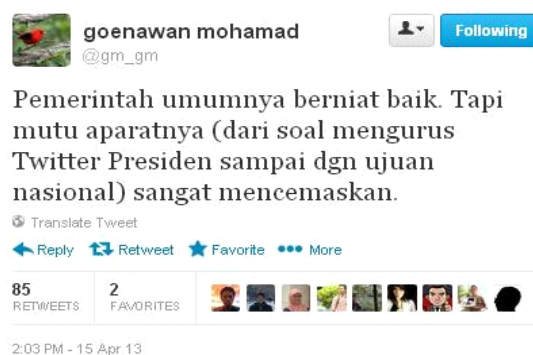 goenawan mohamad
@gm_gm
Following
Pemerintah umumnya berniat baik. Tapi
mutu aparatnya (dari soal mengurus
Twitter Presiden sampai dgn ujuan
nasional) sangat mencemaskan.
Translate Tweet
Reply Retweet Favorite More
85 2
RETWEETS FAVORITES
2:03 PM - 15 Apr 13